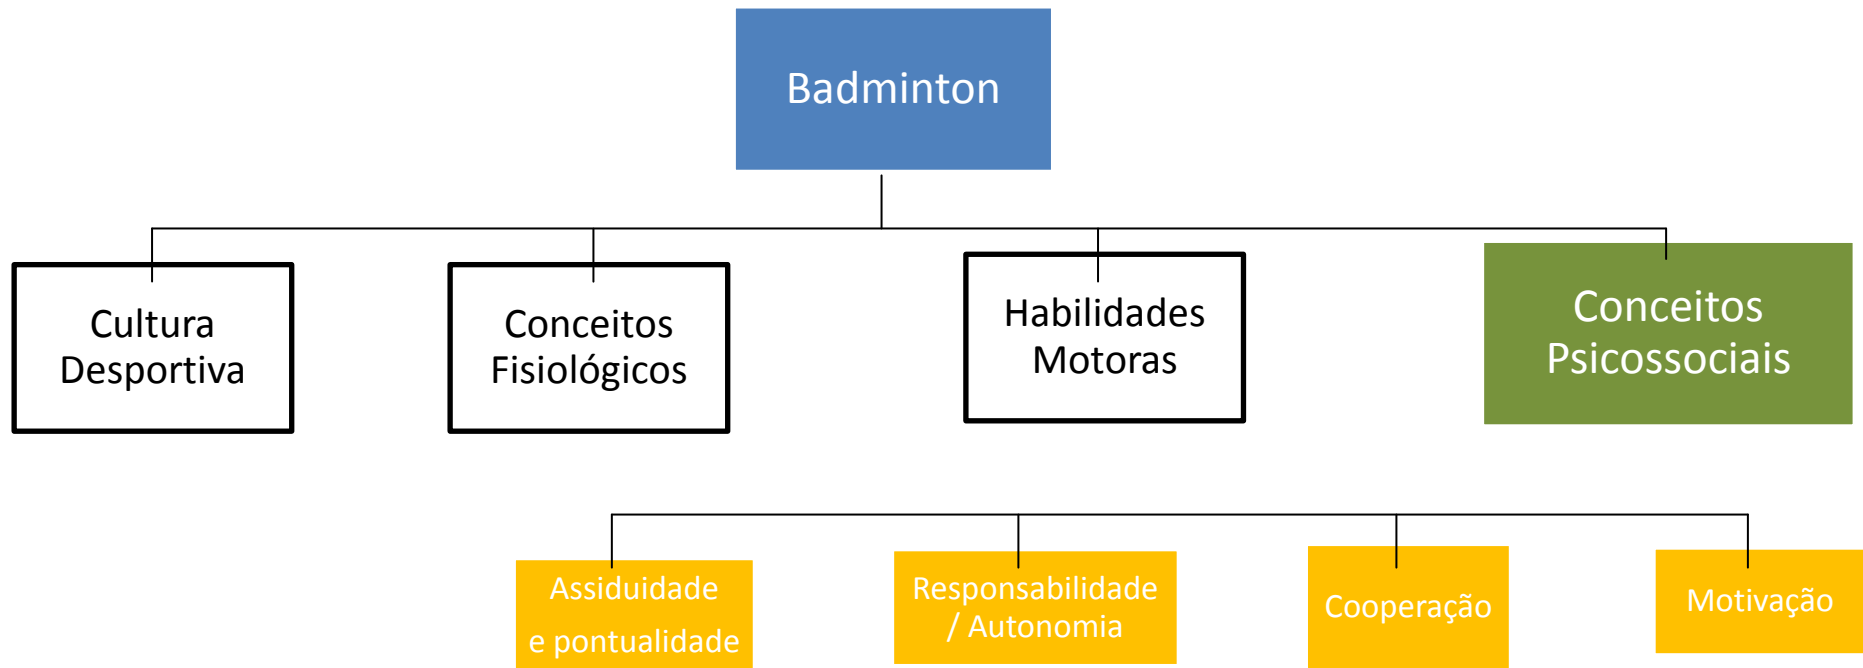 Badminton
Cultura
Desportiva
Conceitos
Fisiológicos
Habilidades
Motoras
Conceitos
Psicossociais
Assiduidade
e pontualidade
Responsabilidade
/ Autonomia
Cooperação
Motivação